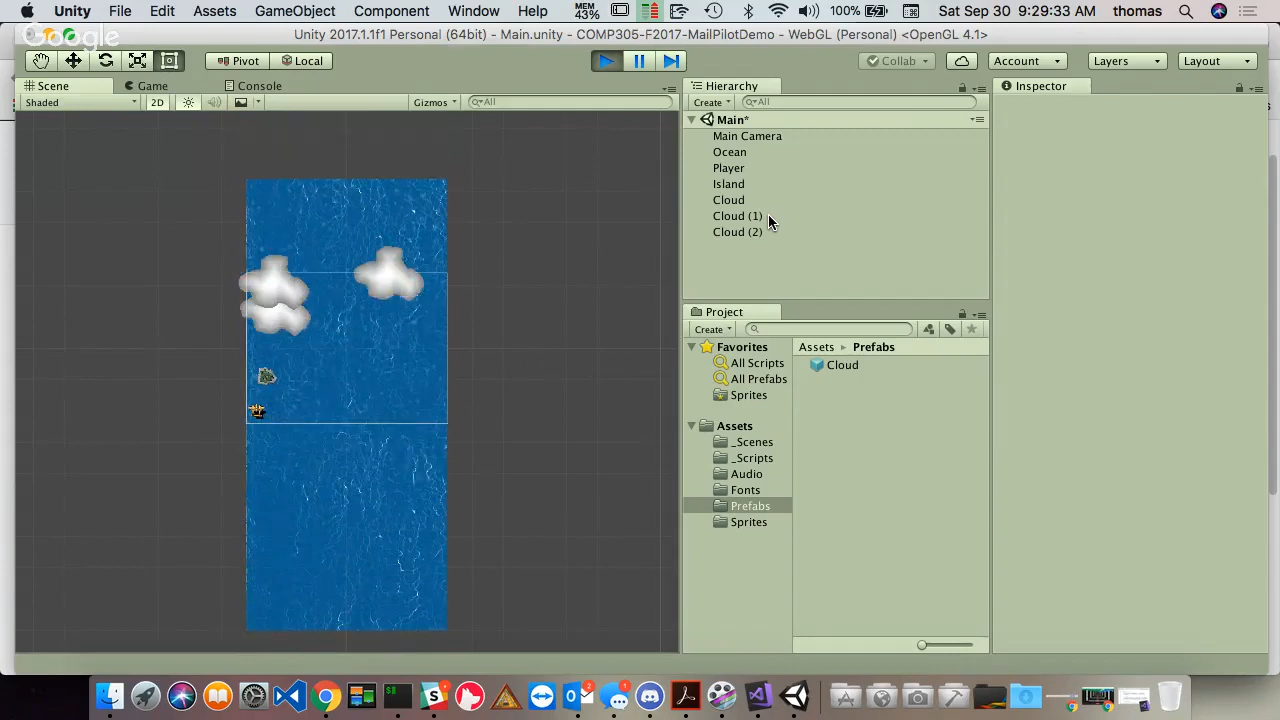 Unity File Edit Assets GameObject Component Window Help MEM 43% 100% Sat Sep 30 9:29:33 AM thomas
Google
Unity 2017.1.1f1 Personal (64bit) - Main.unity - COMP305-F2017-MailPilot - WebGL (Personal) <OpenGL 4.1>
Pivot Local Collab Account Layers Layout
Scene Game Console Hierarchy Inspector
Shaded 2D Gizmos All Create All
Main*
Main Camera
Ocean
Player
Island
Cloud
Cloud (1)
Cloud (2)
Project
Create
Favorites Assets Prefabs
All Scripts Cloud
All Prefabs
Sprites
Assets
_Scenes
_Scripts
Audio
Fonts
Prefabs
Sprites